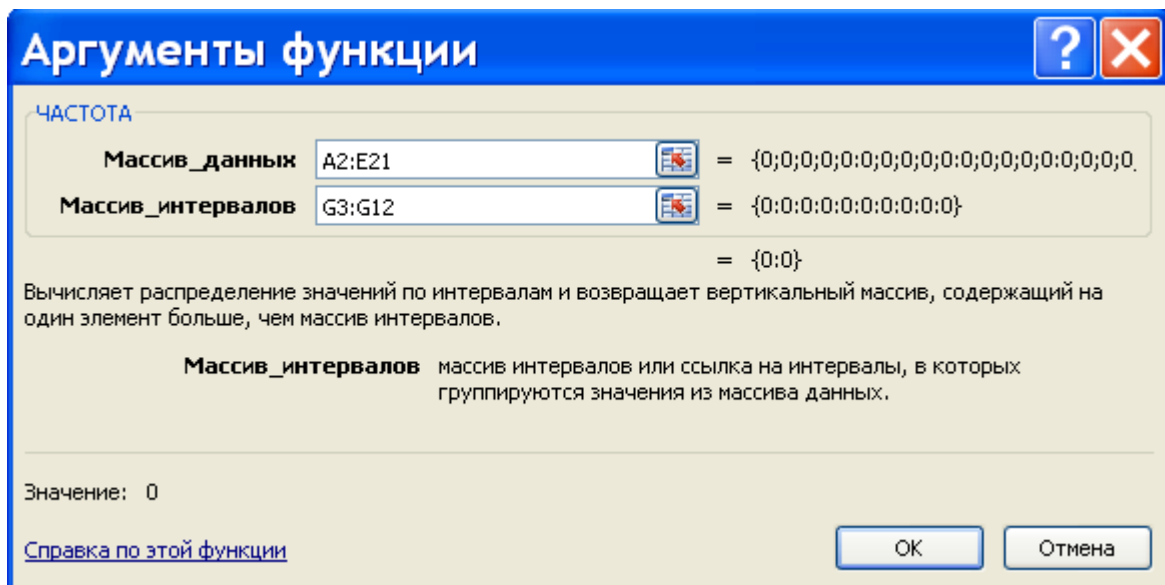 Аргументы функции
ЧАСТОТА
Массив_данных A2:E21 = {0;0;0;0;0:0;0;0;0;0:0;0;0;0;0:0;0;0;0;0
Массив_интервалов G3:G12 = {0:0:0:0:0:0:0:0:0:0}
= {0:0}
Вычисляет распределение значений по интервалам и возвращает вертикальный массив, содержащий на
один элемент больше, чем массив интервалов.
Массив_интервалов массив интервалов или ссылка на интервалы, в которых
группируются значения из массива данных.
Значение: 0
Справка по этой функции
ОК
Отмена